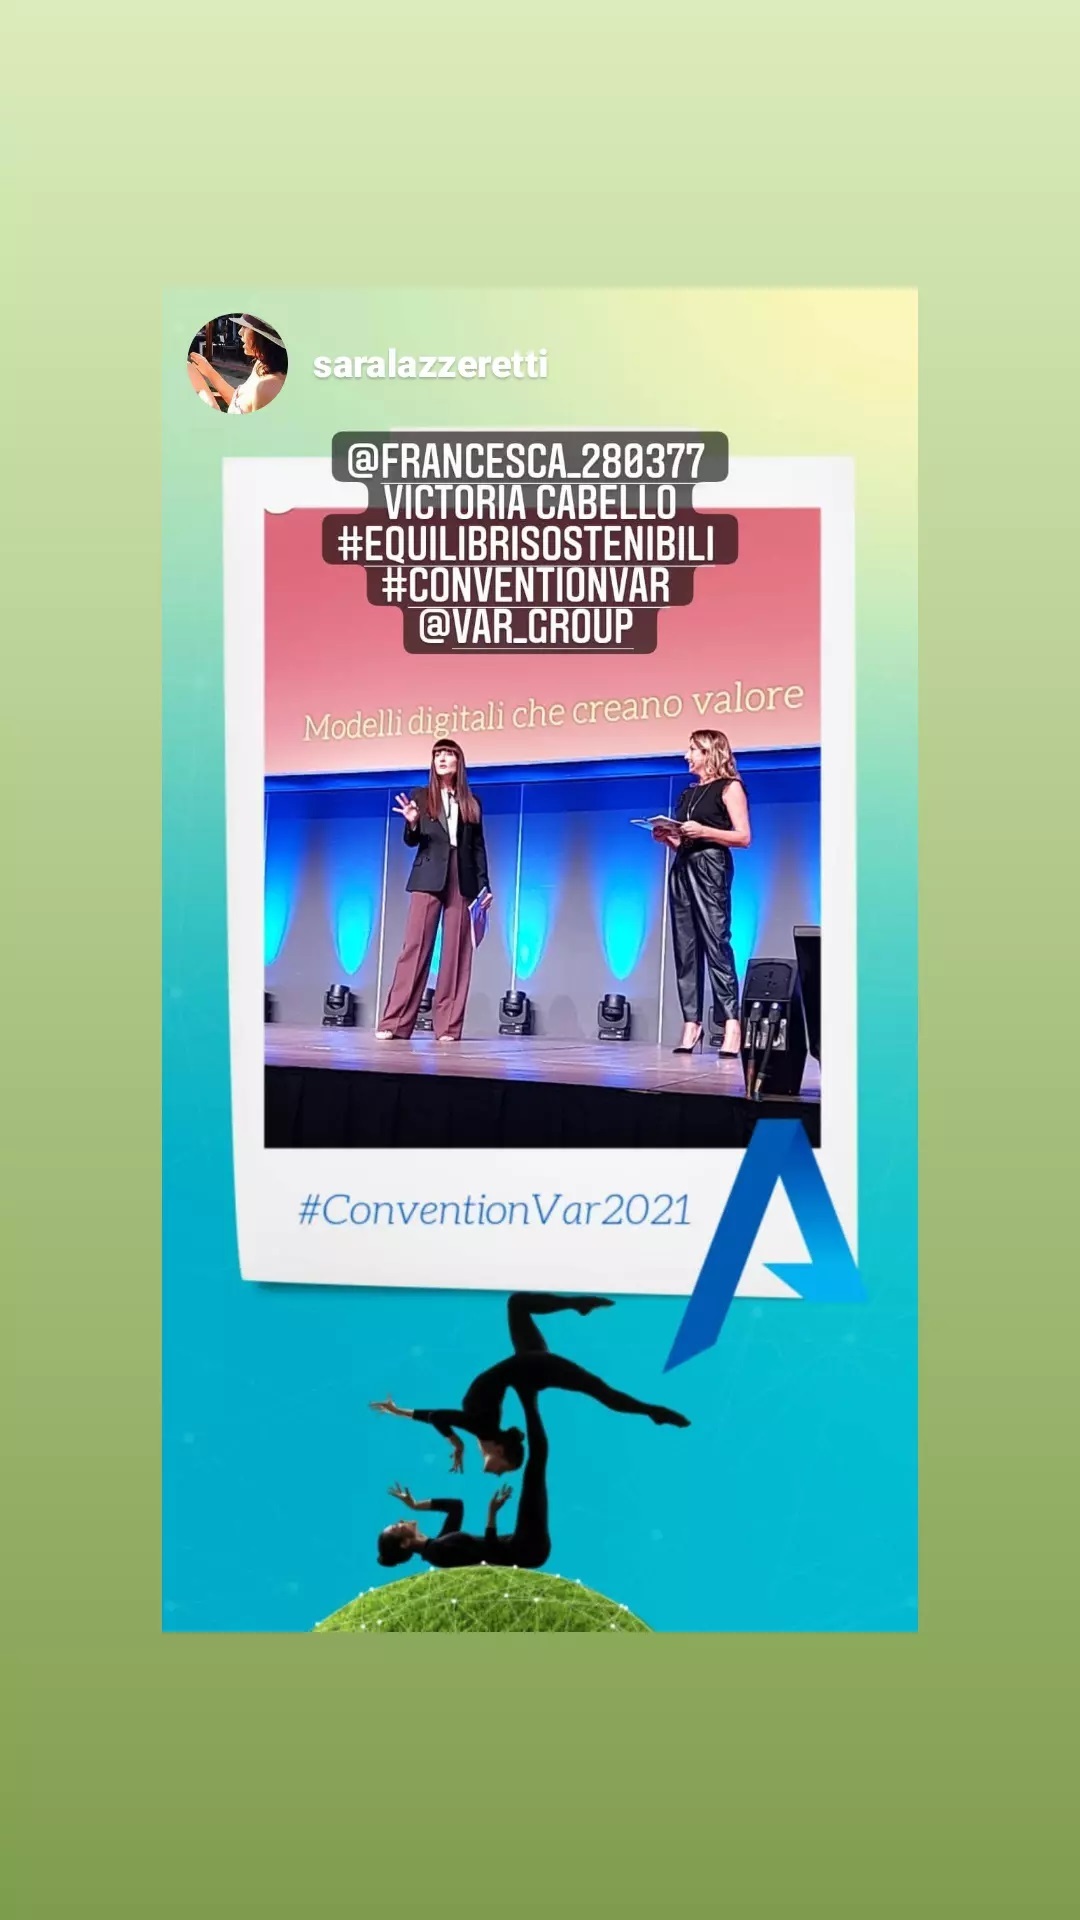 saralazzeretti
@FRANCESCA_280377
VICTORIA CABELLO
#EQUILIBRISOSTENIBILI
#CONVENTIONVAR
@VAR_GROUP
Modelli digitali che creano valore
#ConventionVar2021